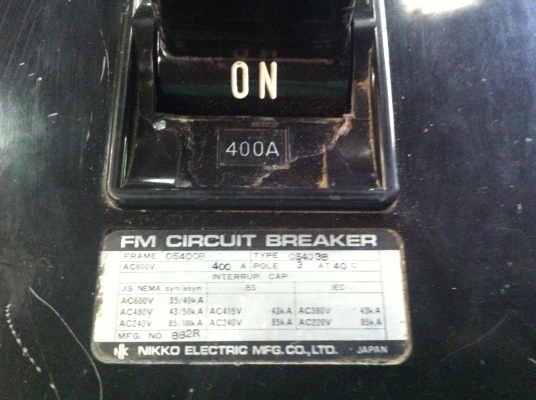 ON
400A
FM CIRCUIT BREAKER
FRAME OS400B TYPE OS403B
AC600V 400 A POLE 3 AT 40 C
INTERRUP. CAP.
JIS NEMA sym/asym BS IEC
AC600V 35/40kA
AC480V 43/50kA AC415V 43kA AC380V 43kA
AC240V 85/100kA AC240V 85kA AC220V 85kA
MFG. NO. 882R
NK NIKKO ELECTRIC MFG.CO.,LTD. JAPAN